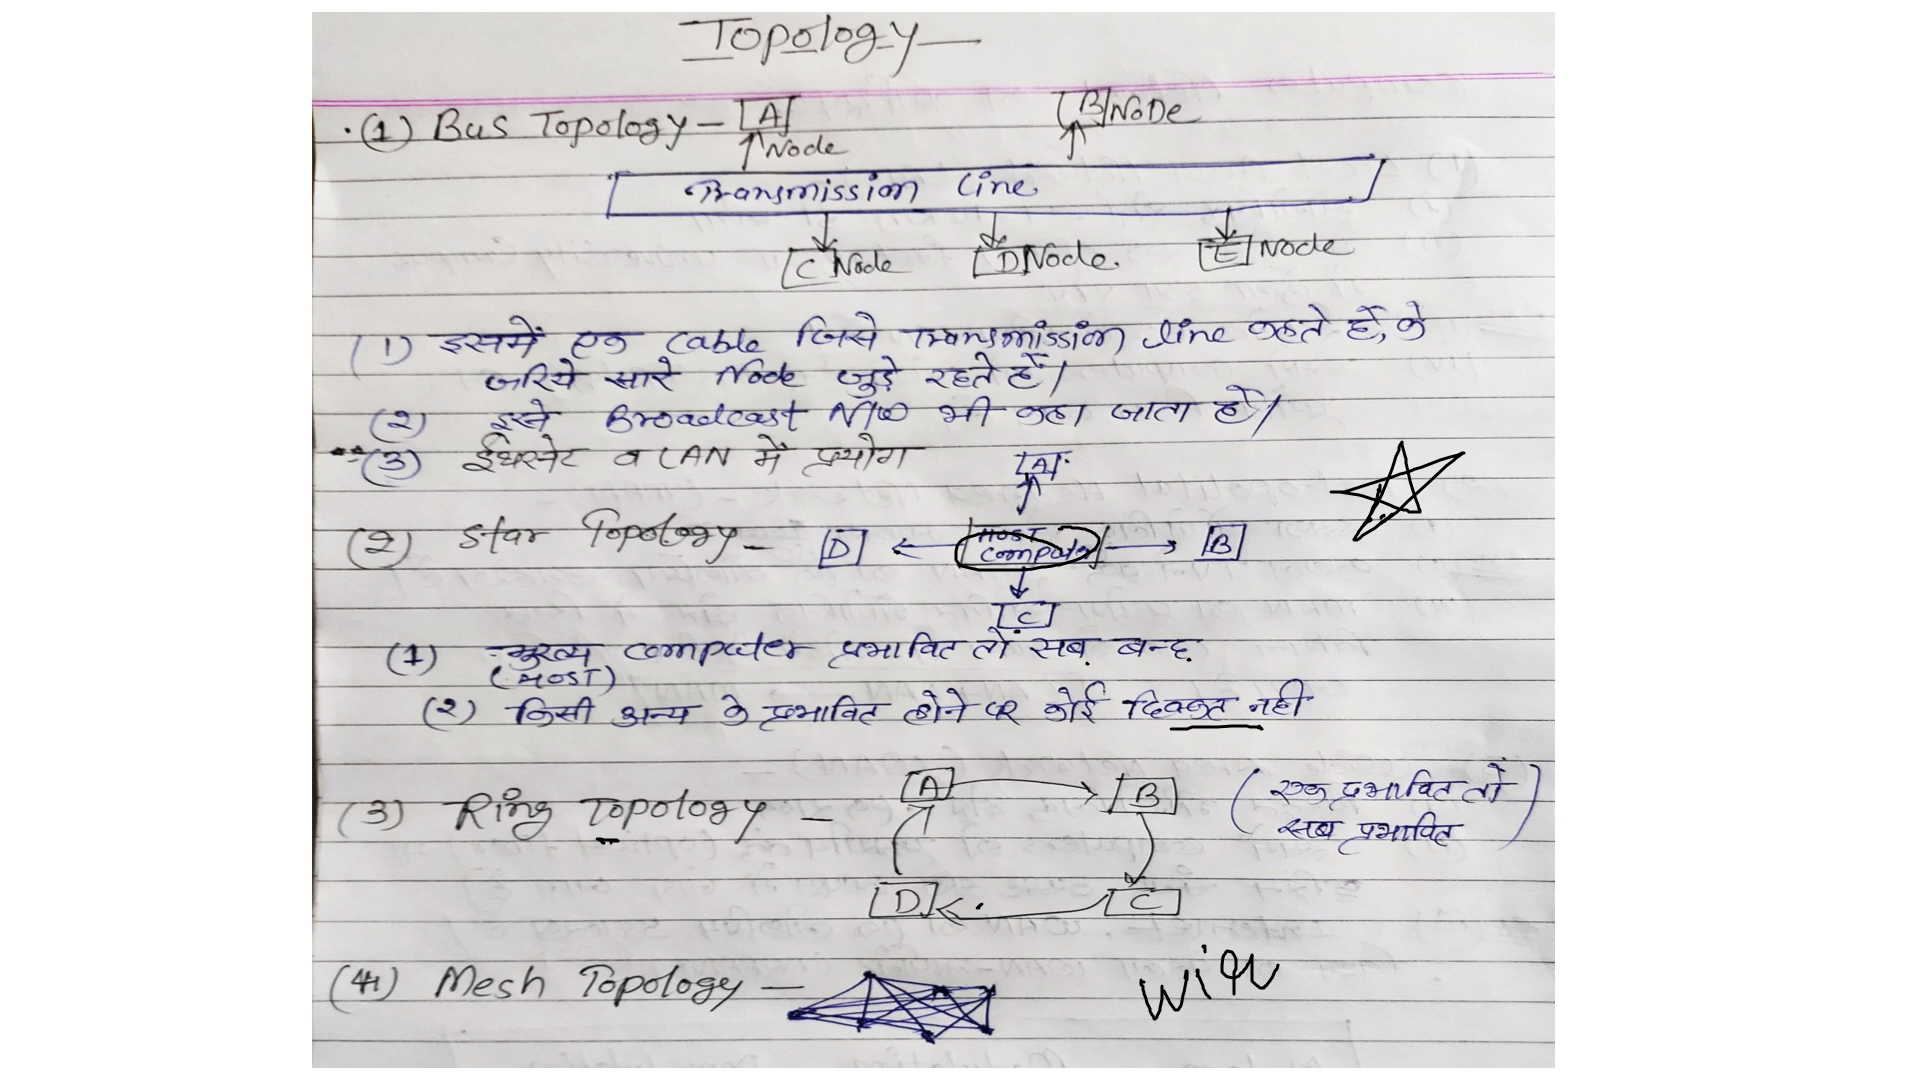 Topology
(1) Bus Topology - A B NODe
Node
Transmission line
C Node D Node. E Node
(1) इसमें एक Cable जिसे Transmission line कहते हैं, के
जरिये सारे Node जुड़े रहते हैं।
(2) इसे Broadcast N/W भी कहा जाता है।
(3) ईथरनेट व LAN में प्रयोग
A
(2) Star Topology - D HOST B
Computer
C
(1) मुख्य computer प्रभावित तो सब बन्द
(HOST)
(2) किसी अन्य के प्रभावित होने पर कोई दिक्कत नही
(3) Ring Topology - A B (एक प्रभावित तो
सब प्रभावित)
D C
(4) Mesh Topology -